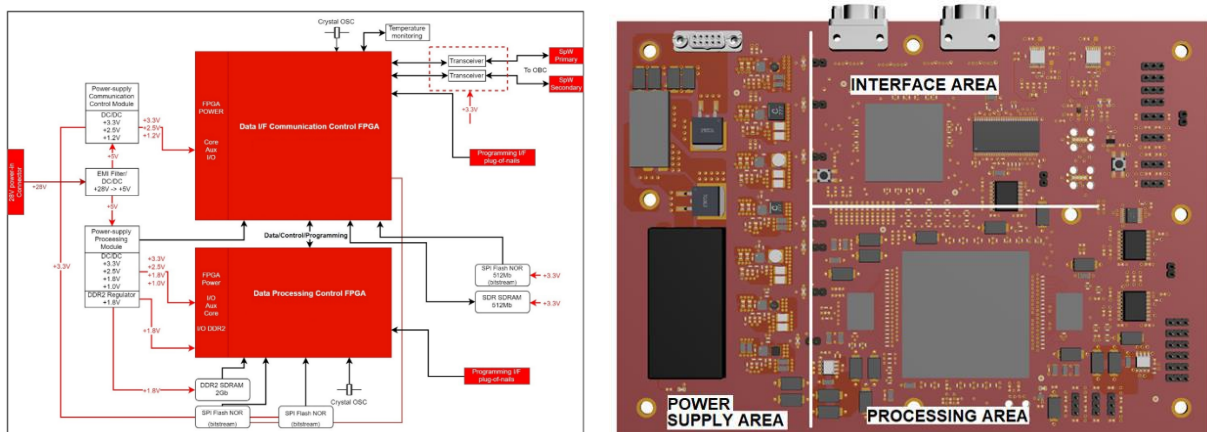 Crystal OSC
Temperature
monitoring
Transceiver
Transceiver
SpW
Primary
To OBC
SpW
Secondary
+3.3V
Power-supply
Communication
Control Module
DC/DC
+3.3V
+2.5V
+1.2V
+3.3V
+2.5V
+1.2V
FPGA
POWER
Core
Aux
I/O
Data I/F Communication Control FPGA
Programming I/F
plug-of-nails
+5V
28V power-in
Connector
+28V
EMI Filter/
DC/DC
+28V -> +5V
+5V
Power-supply
Processing
Module
DC/DC
+3.3V
+2.5V
+1.8V
+1.0V
DDR2 Regulator
+1.8V
+3.3V
+3.3V
+2.5V
+1.8V
+1.0V
+1.8V
Data/Control/Programming
FPGA
Power
I/O
Aux
Core
I/O DDR2
Data Processing Control FPGA
SPI Flash NOR
512Mb
(bitstream)
+3.3V
SDR SDRAM
512Mb
+3.3V
Programming I/F
plug-of-nails
+1.8V
DDR2 SDRAM
2Gb
SPI Flash NOR
(bitstream)
SPI Flash NOR
(bitstream)
Crystal OSC
INTERFACE AREA
POWER
SUPPLY AREA
PROCESSING AREA